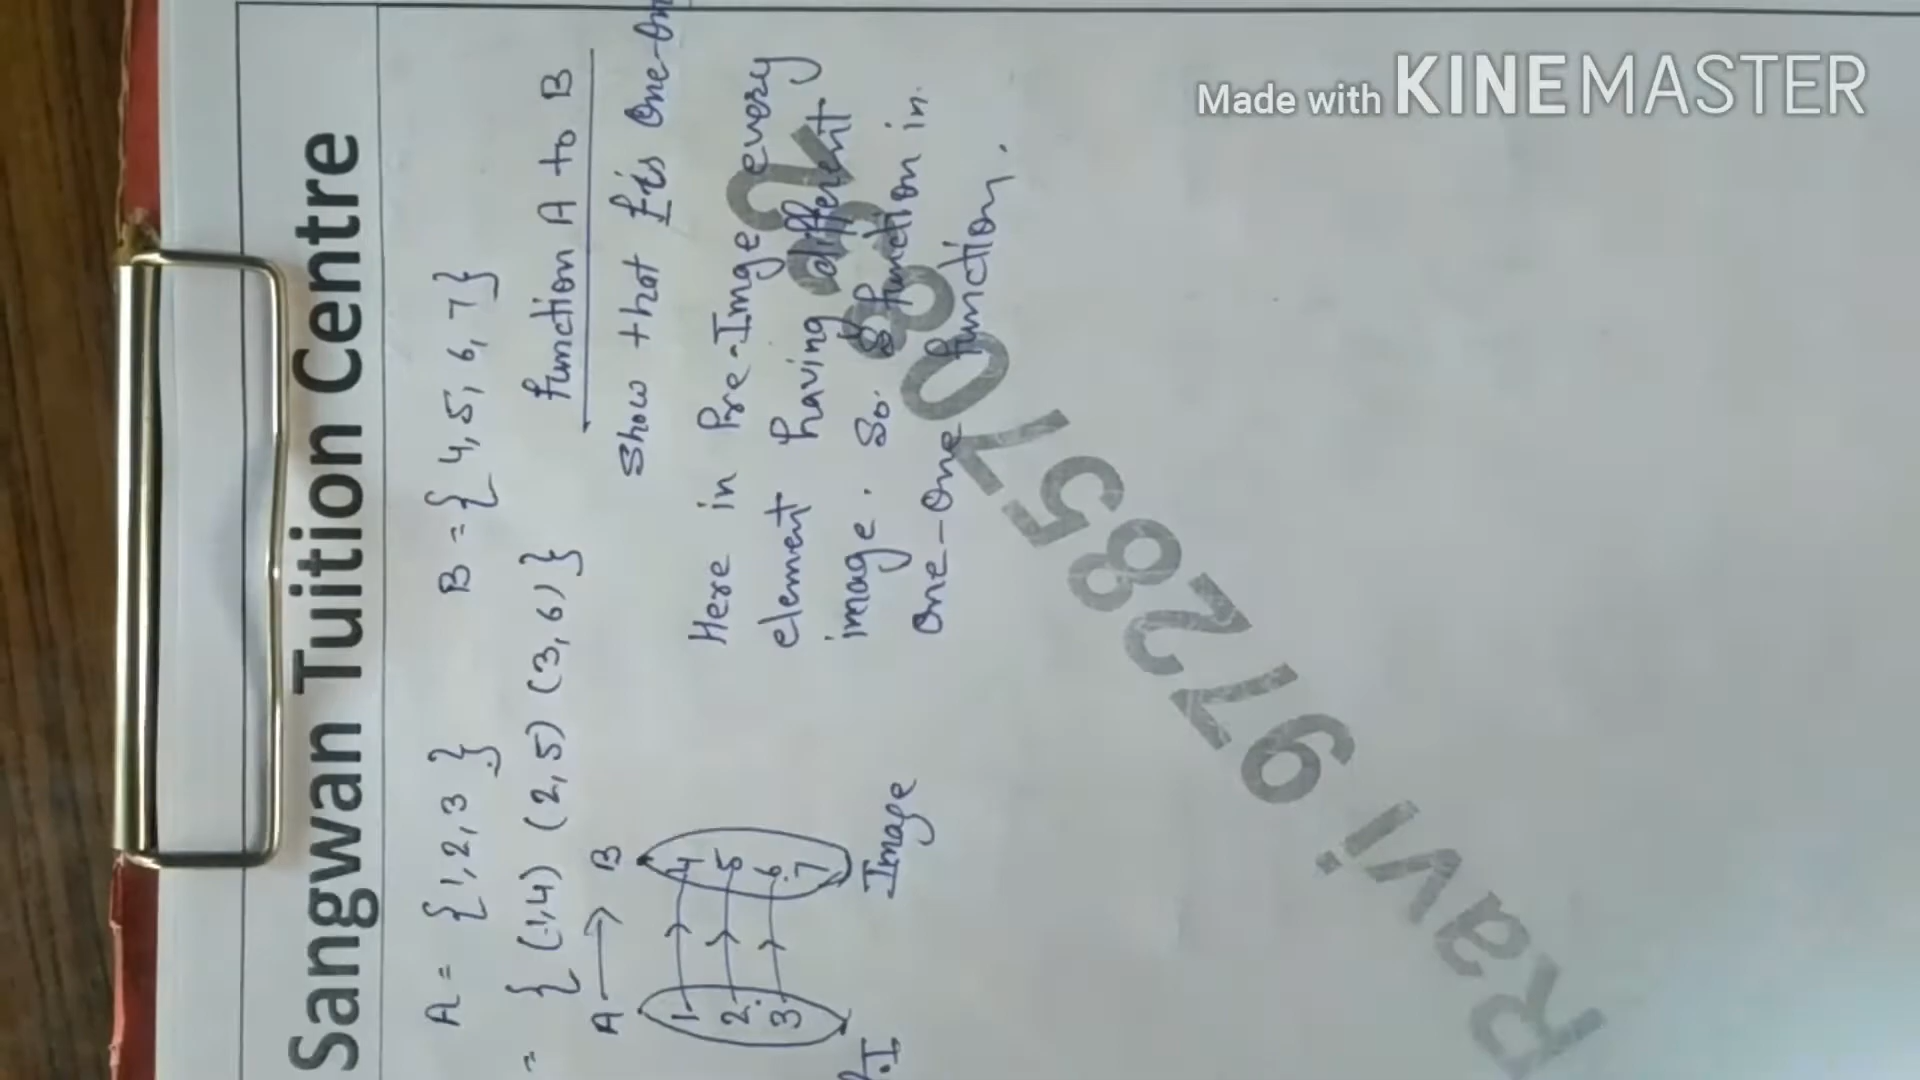 Made with KINEMASTER
Sangwan Tuition Centre
A = {1,2,3} B = {4,5,6,7}
= {(1,4) (2,5) (3,6)} function A to B
A → B Show that f is One-
Here in Pre-Image every
element having different
image. So. function in.
One-One function.
1 4
2 5
3 6
7
P.I Image
Ravi 97285708